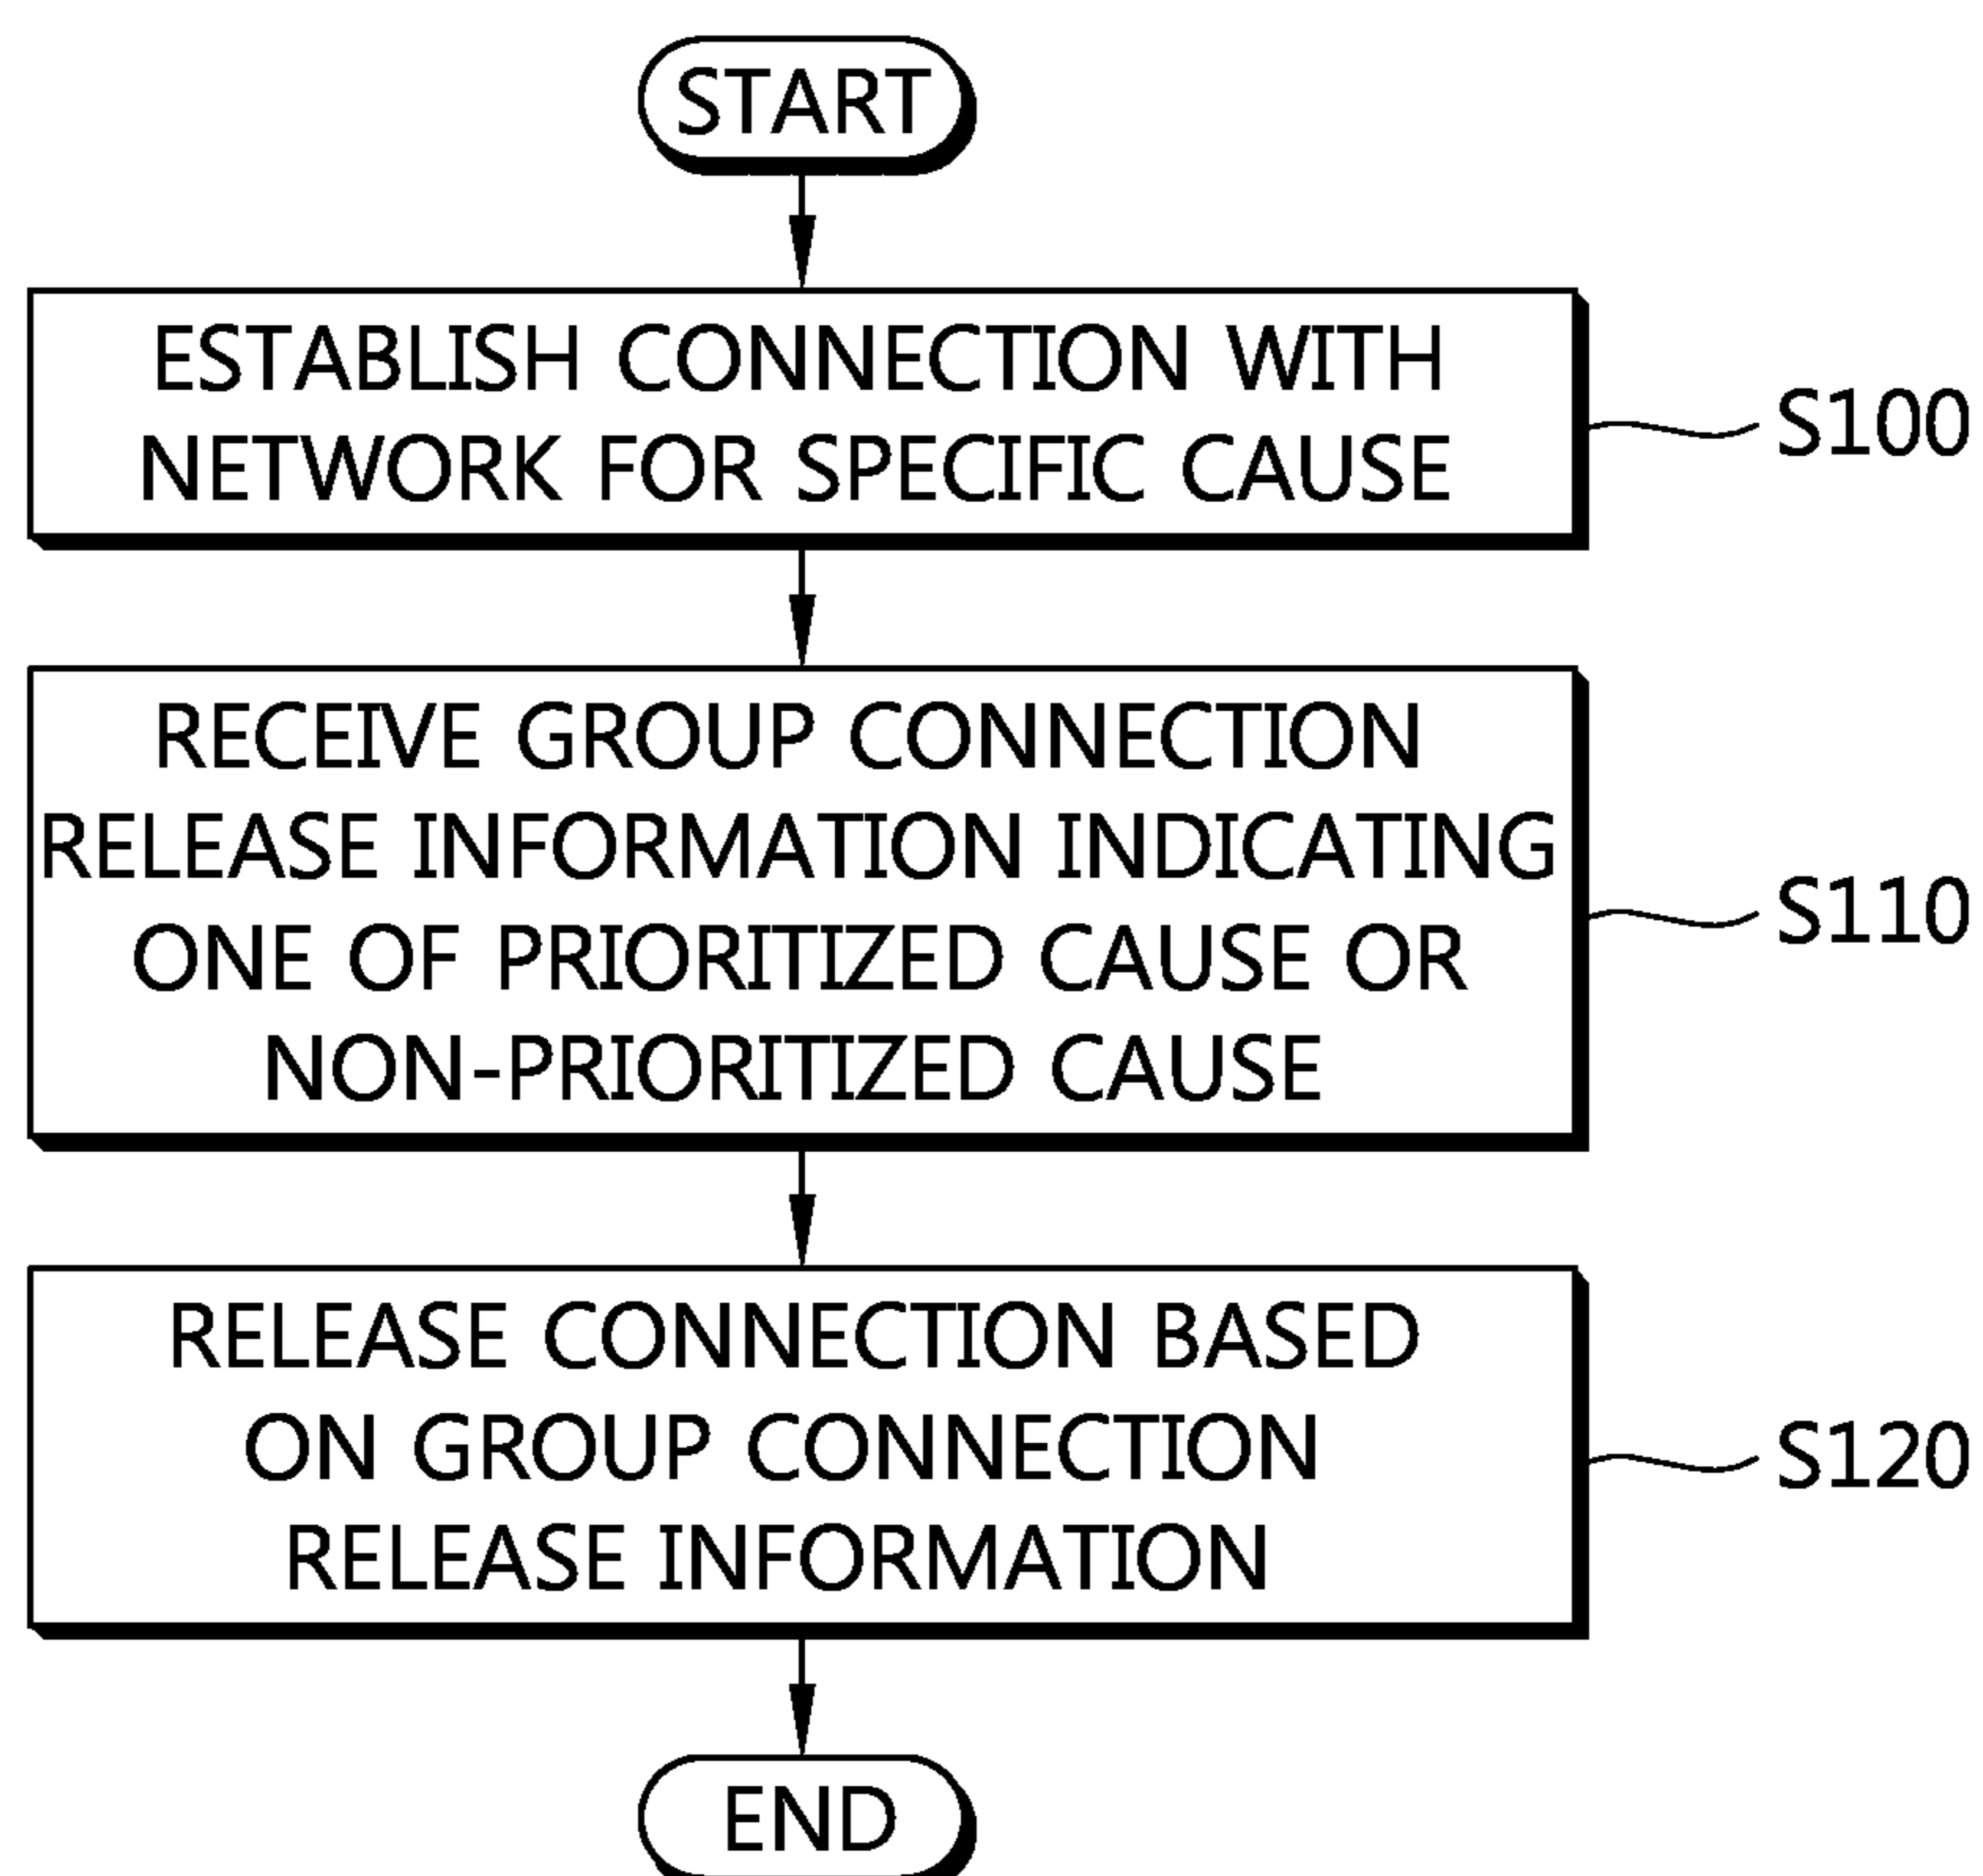 START
ESTABLISH CONNECTION WITH
NETWORK FOR SPECIFIC CAUSE
S100
RECEIVE GROUP CONNECTION
RELEASE INFORMATION INDICATING
ONE OF PRIORITIZED CAUSE OR
NON-PRIORITIZED CAUSE
S110
RELEASE CONNECTION BASED
ON GROUP CONNECTION
RELEASE INFORMATION
S120
END